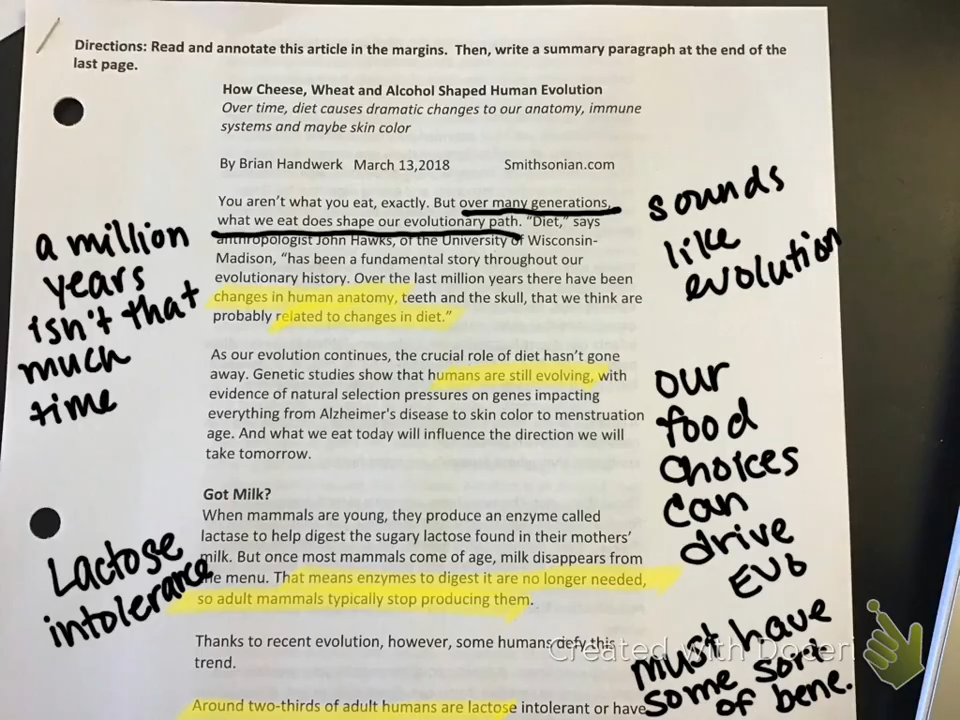 Directions: Read and annotate this article in the margins.  Then, write a summary paragraph at the end of the
last page.
How Cheese, Wheat and Alcohol Shaped Human Evolution
Over time, diet causes dramatic changes to our anatomy, immune
systems and maybe skin color
By Brian Handwerk   March 13,2018   Smithsonian.com
You aren't what you eat, exactly. But over many generations,
what we eat does shape our evolutionary path. "Diet," says
anthropologist John Hawks, of the University of Wisconsin-
Madison, "has been a fundamental story throughout our
evolutionary history. Over the last million years there have been
changes in human anatomy, teeth and the skull, that we think are
probably related to changes in diet."
sounds
like
evolution
a million
years
isn't that
much
time
As our evolution continues, the crucial role of diet hasn't gone
away. Genetic studies show that humans are still evolving, with
evidence of natural selection pressures on genes impacting
everything from Alzheimer's disease to skin color to menstruation
age. And what we eat today will influence the direction we will
take tomorrow.
our
food
choices
can
drive
EVO
Got Milk?
When mammals are young, they produce an enzyme called
lactase to help digest the sugary lactose found in their mothers'
milk. But once most mammals come of age, milk disappears from
the menu. That means enzymes to digest it are no longer needed,
so adult mammals typically stop producing them.
Lactose
intolerance
Thanks to recent evolution, however, some humans defy this
trend.
must have
some sort
of bene.
Around two-thirds of adult humans are lactose intolerant or have
Created with Doceri